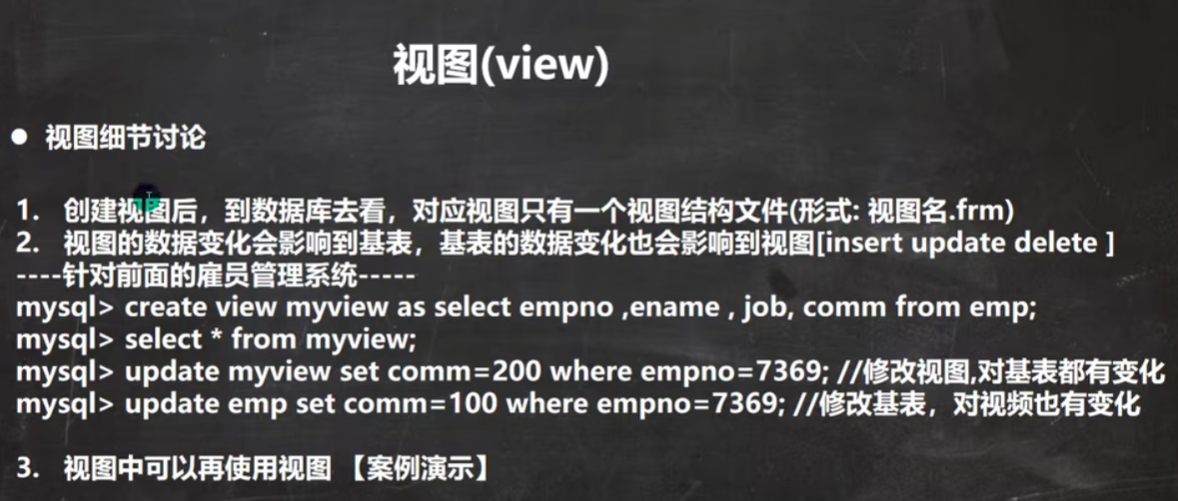 视图(view)
● 视图细节讨论
1. 创建视图后，到数据库去看，对应视图只有一个视图结构文件(形式: 视图名.frm)
2. 视图的数据变化会影响到基表，基表的数据变化也会影响到视图[insert update delete ]
----针对前面的雇员管理系统-----
mysql> create view myview as select empno ,ename , job, comm from emp;
mysql> select * from myview;
mysql> update myview set comm=200 where empno=7369; //修改视图,对基表都有变化
mysql> update emp set comm=100 where empno=7369; //修改基表，对视频也有变化
3. 视图中可以再使用视图 【案例演示】